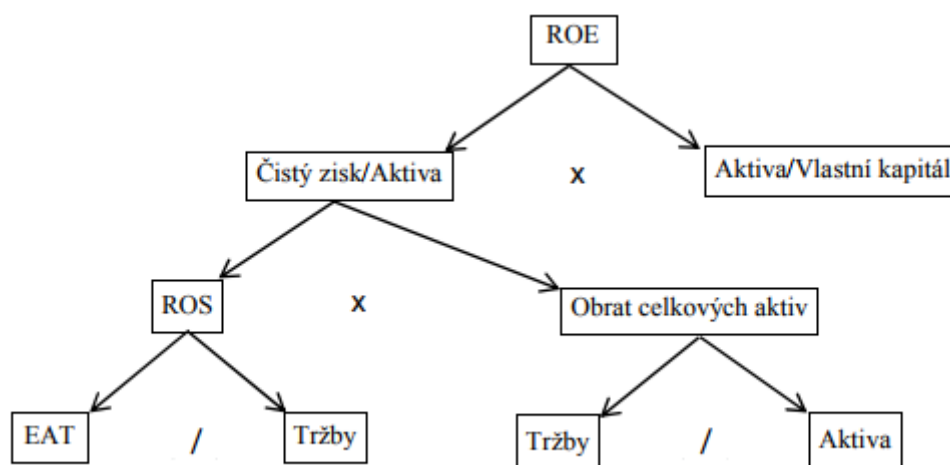 ROE
Čistý zisk/Aktiva
x
Aktiva/Vlastní kapitál
ROS
x
Obrat celkových aktiv
EAT
/
Tržby
Tržby
/
Aktiva